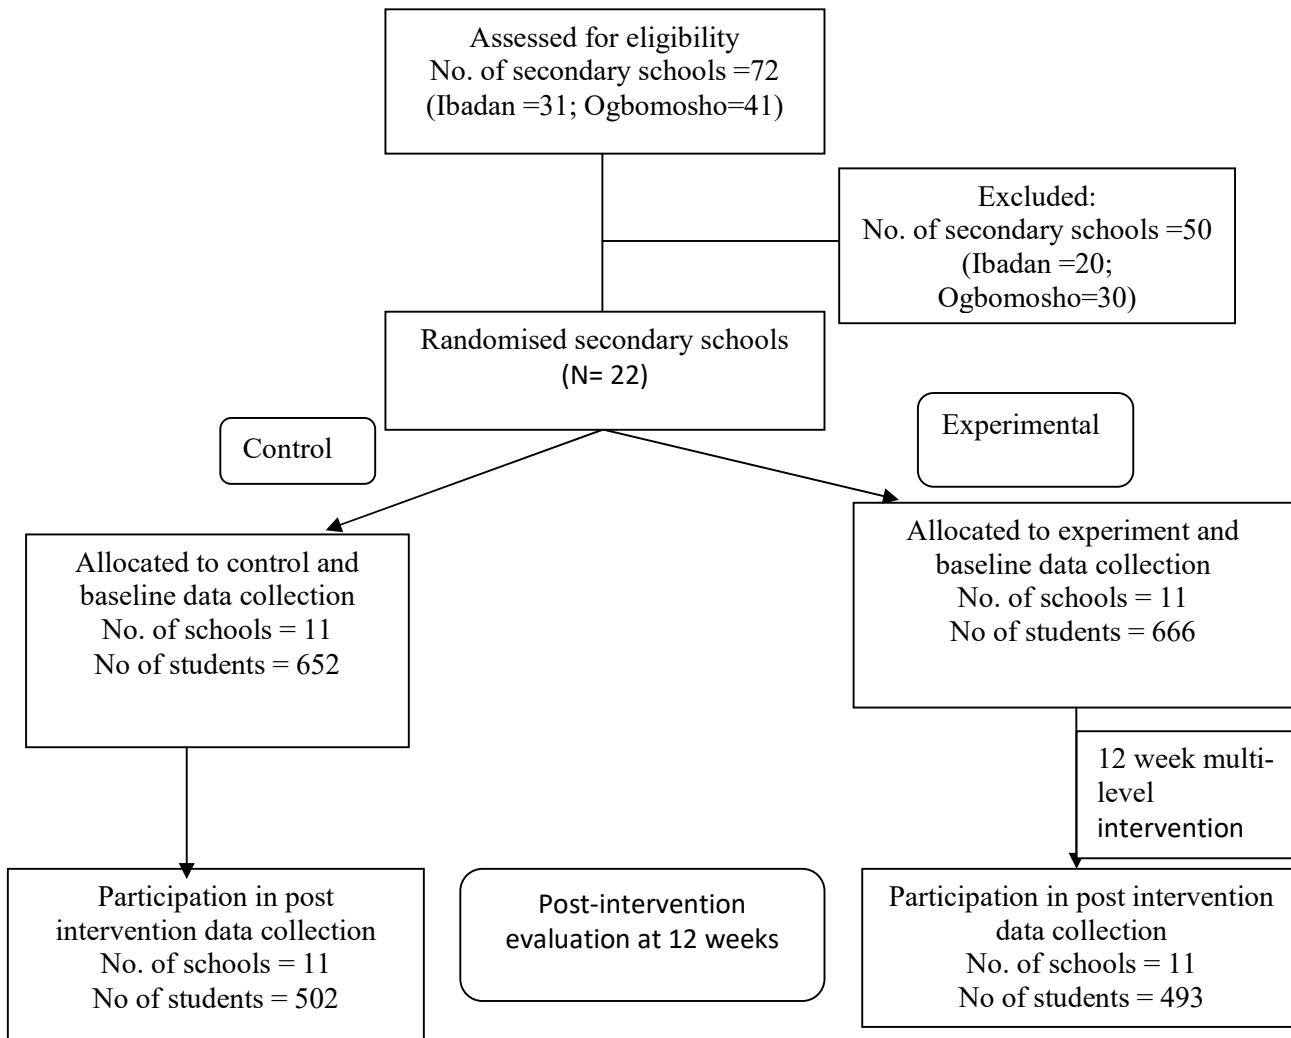 Assessed for eligibility
No. of secondary schools =72
(Ibadan =31; Ogbomosho=41)
Excluded:
No. of secondary schools =50
(Ibadan =20;
Ogbomosho=30)
Randomised secondary schools
(N= 22)
Control
Experimental
Allocated to control and
baseline data collection
No. of schools = 11
No of students = 652
Allocated to experiment and
baseline data collection
No. of schools = 11
No of students = 666
12 week multi-
level
intervention
Participation in post
intervention data collection
No. of schools = 11
No of students = 502
Post-intervention
evaluation at 12 weeks
Participation in post intervention
data collection
No. of schools = 11
No of students = 493